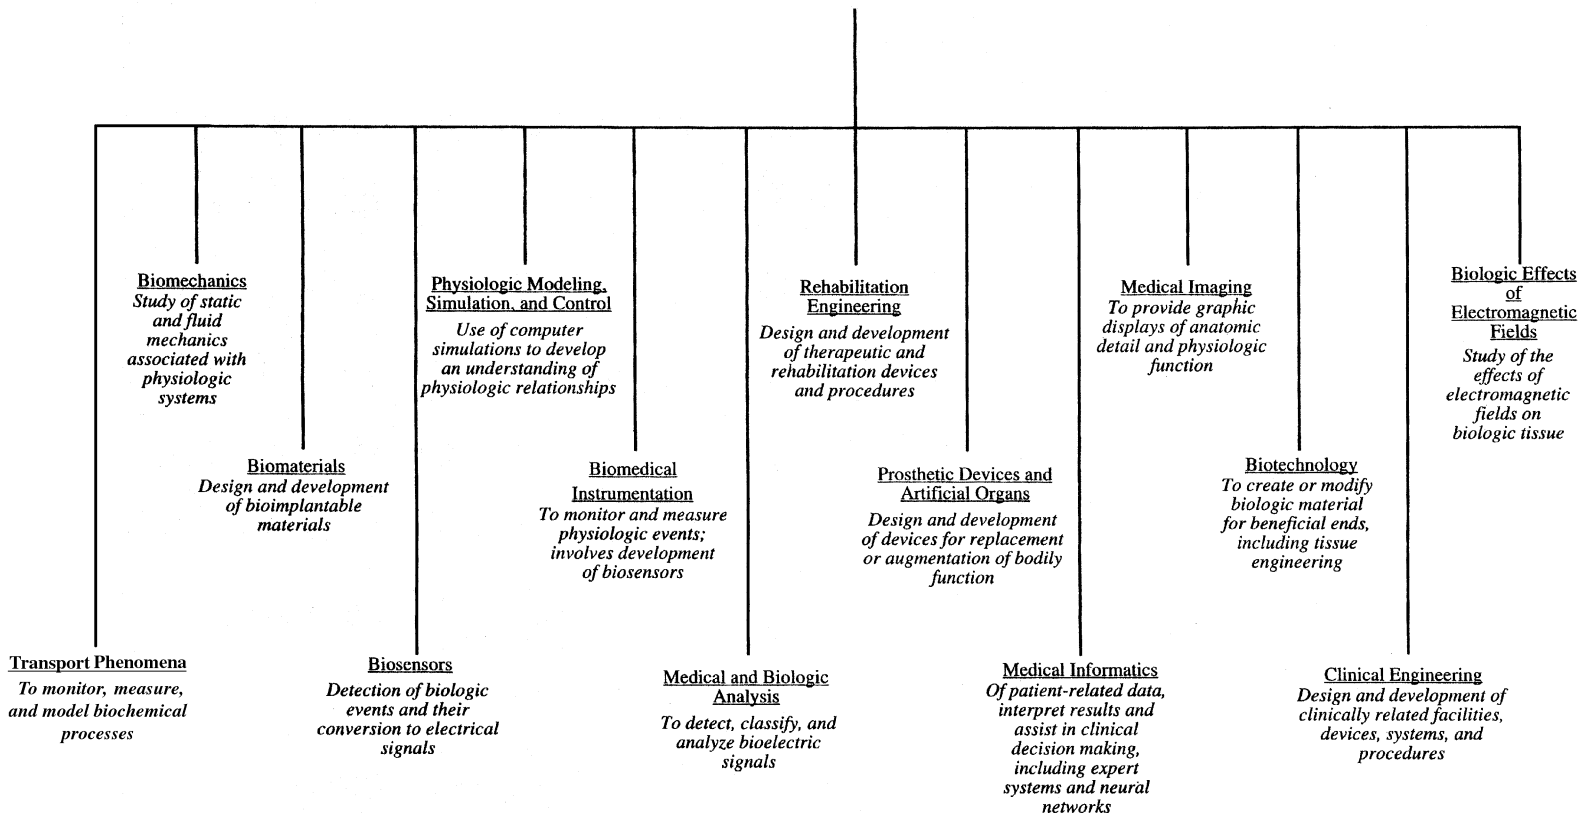 Biomechanics
Study of static
and fluid
mechanics
associated with
physiologic
systems
Physiologic Modeling,
Simulation, and Control
Use of computer
simulations to develop
an understanding of
physiologic relationships
Rehabilitation
Engineering
Design and development
of therapeutic and
rehabilitation devices
and procedures
Medical Imaging
To provide graphic
displays of anatomic
detail and physiologic
function
Biologic Effects
of
Electromagnetic
Fields
Study of the
effects of
electromagnetic
fields on
biologic tissue
Biomaterials
Design and development
of bioimplantable
materials
Biomedical
Instrumentation
To monitor and measure
physiologic events;
involves development
of biosensors
Prosthetic Devices and
Artificial Organs
Design and development
of devices for replacement
or augmentation of bodily
function
Biotechnology
To create or modify
biologic material
for beneficial ends,
including tissue
engineering
Transport Phenomena
To monitor, measure,
and model biochemical
processes
Biosensors
Detection of biologic
events and their
conversion to electrical
signals
Medical and Biologic
Analysis
To detect, classify, and
analyze bioelectric
signals
Medical Informatics
Of patient-related data,
interpret results and
assist in clinical
decision making,
including expert
systems and neural
networks
Clinical Engineering
Design and development of
clinically related facilities,
devices, systems, and
procedures